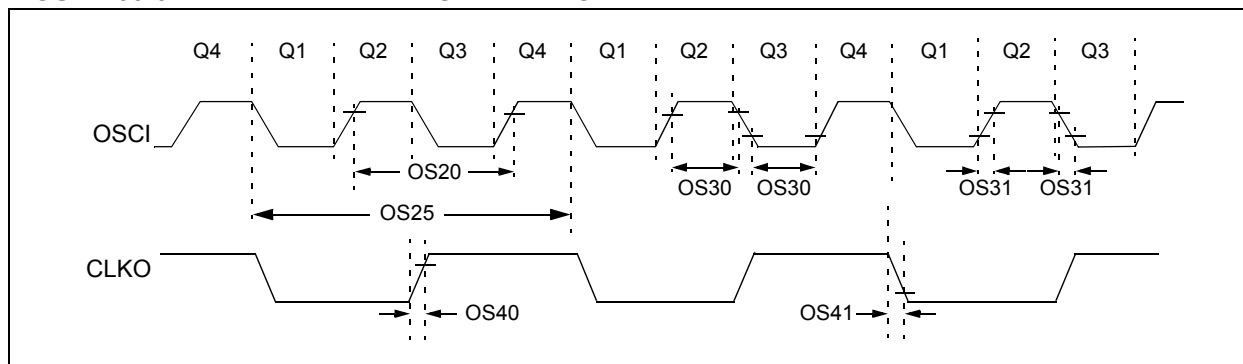 Q4 Q1 Q2 Q3 Q4 Q1 Q2 Q3 Q4 Q1 Q2 Q3
OSCI
OS20
OS30 OS30
OS31 OS31
OS25
CLKO
OS40
OS41